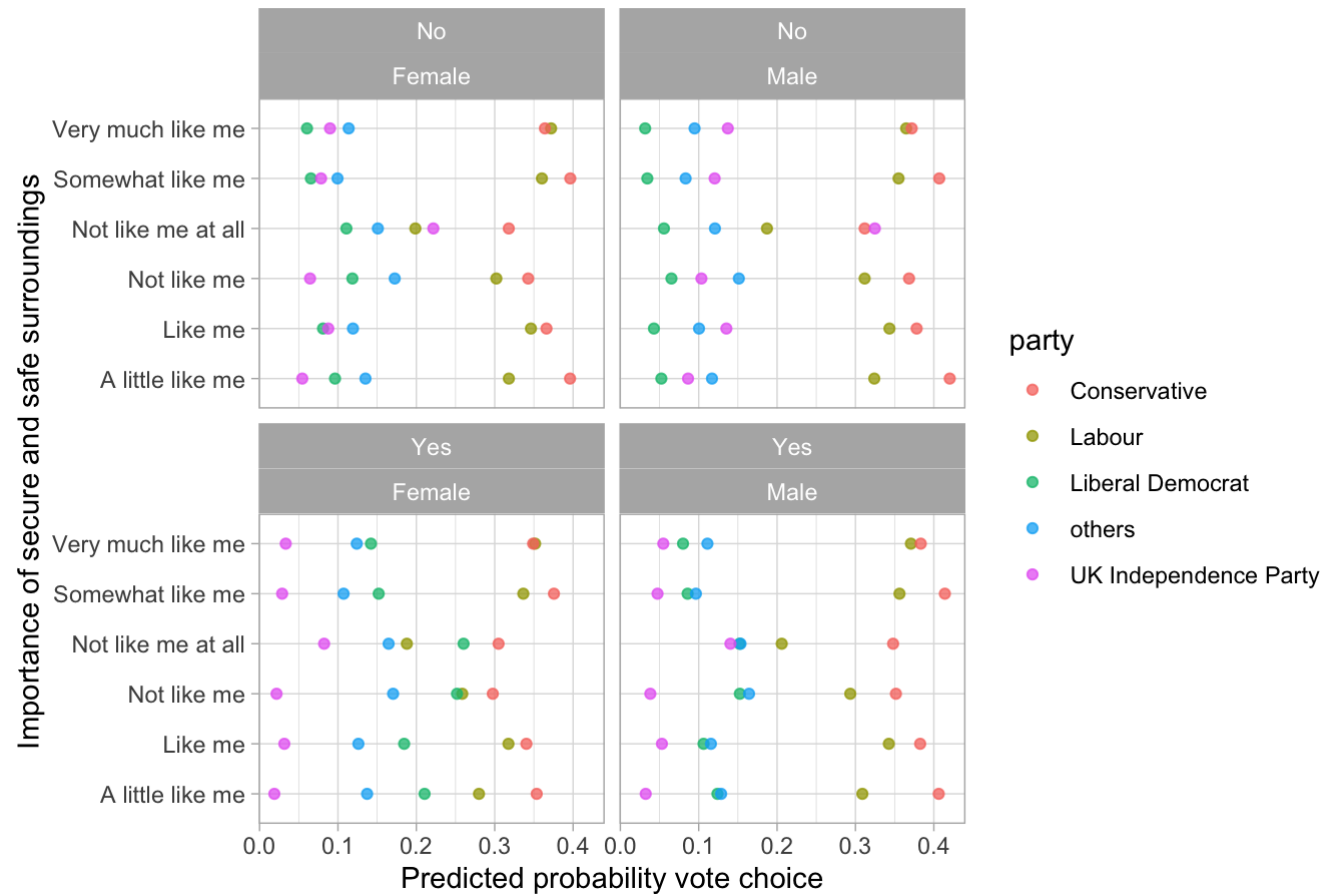 No
No
Female
Male
Very much like me
Somewhat like me
Not like me at all
Not like me
Like me
A little like me
Yes
Yes
Female
Male
Very much like me
Somewhat like me
Not like me at all
Not like me
Like me
A little like me
0.0 0.1 0.2 0.3 0.4
0.0 0.1 0.2 0.3 0.4
Predicted probability vote choice
Importance of secure and safe surroundings
party
Conservative
Labour
Liberal Democrat
others
UK Independence Party